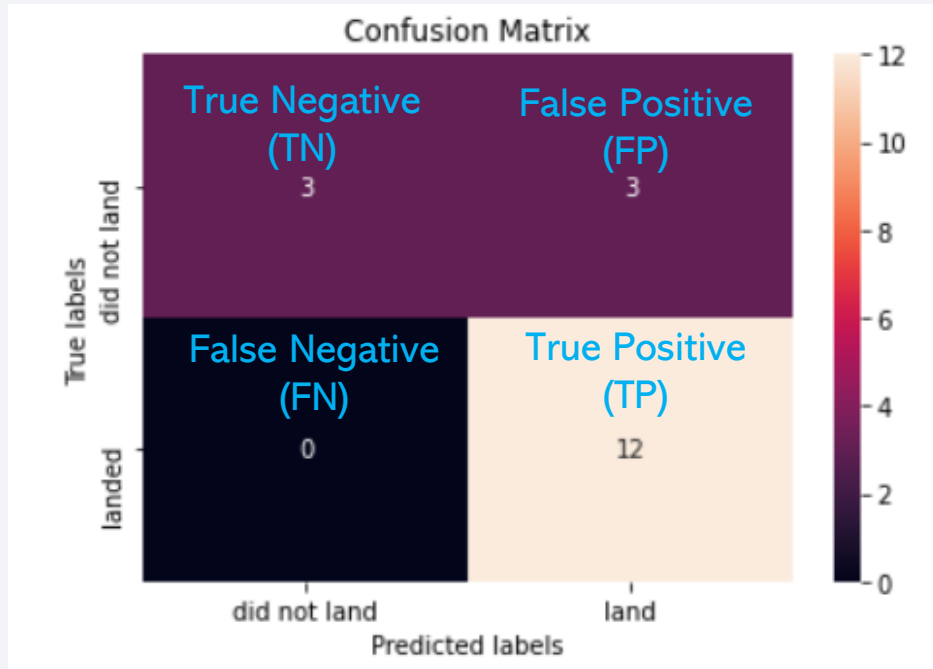 Confusion Matrix
True Negative
(TN)
3
False Positive
(FP)
3
False Negative
(FN)
0
True Positive
(TP)
12
True labels
did not land
landed
did not land
land
Predicted labels
12
10
8
6
4
2
0